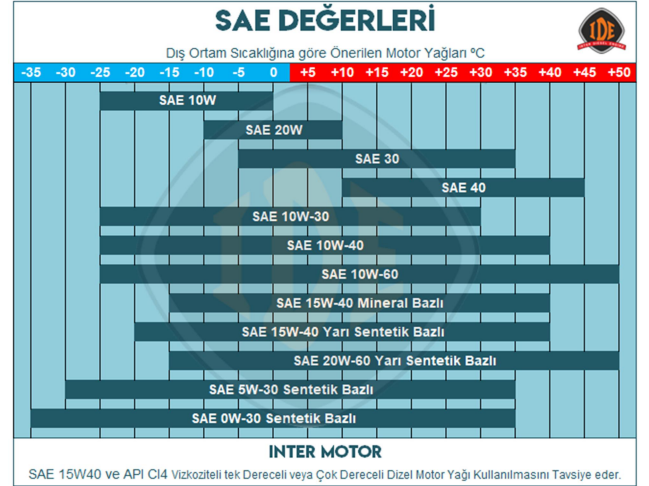 SAE DEĞERLERİ
IDE
Dış Ortam Sıcaklığına göre Önerilen Motor Yağları ºC
-35 -30 -25 -20 -15 -10 -5 0 +5 +10 +15 +20 +25 +30 +35 +40 +45 +50
SAE 10W
SAE 20W
SAE 30
SAE 40
SAE 10W-30
SAE 10W-40
SAE 10W-60
SAE 15W-40 Mineral Bazlı
SAE 15W-40 Yarı Sentetik Bazlı
SAE 20W-60 Yarı Sentetik Bazlı
SAE 5W-30 Sentetik Bazlı
SAE 0W-30 Sentetik Bazlı
INTER MOTOR
SAE 15W40 ve API CI4 Vizkoziteli tek Dereceli veya Çok Dereceli Dizel Motor Yağı Kullanılmasını Tavsiye eder.